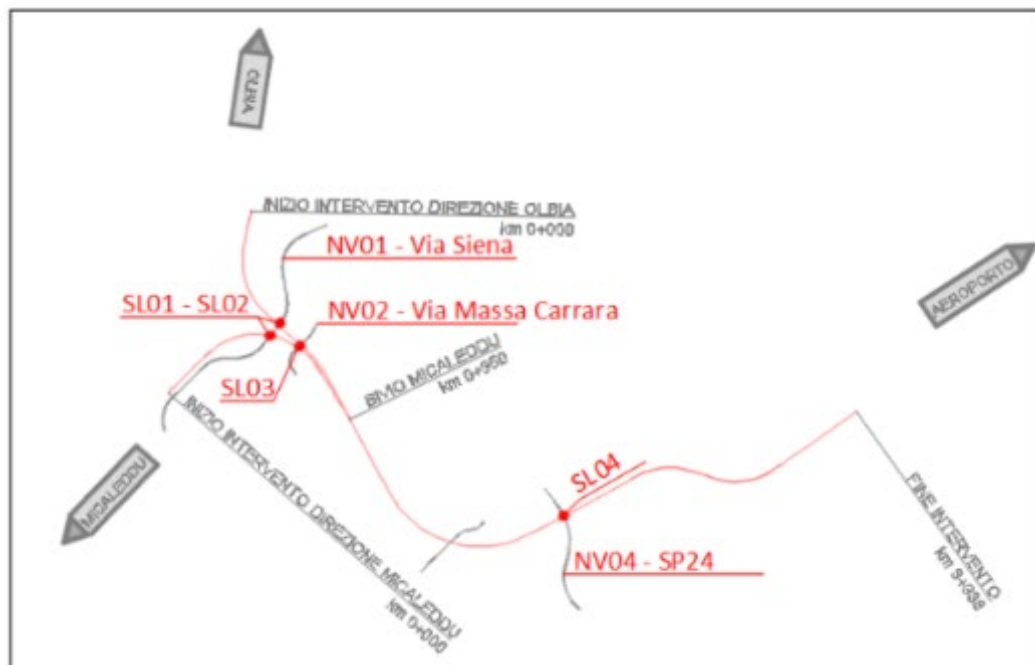 OLBIA
INIZIO INTERVENTO DIREZIONE OLBIA
km 0+000
NV01 - Via Siena
AEROPORTO
SL01 - SL02
NV02 - Via Massa Carrara
BIVIO MICALEDDU
km 0+950
SL03
INIZIO INTERVENTO DIREZIONE MICALEDDU
km 0+000
MICALEDDU
SL04
NV04 - SP24
FINE INTERVENTO